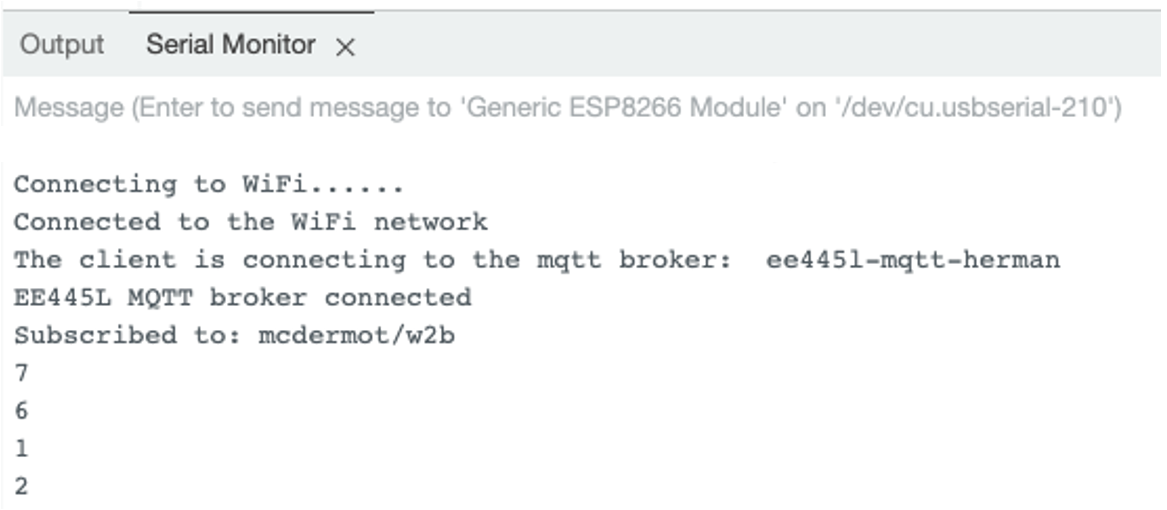 Output Serial Monitor ×
Message (Enter to send message to 'Generic ESP8266 Module' on '/dev/cu.usbserial-210')
Connecting to WiFi......
Connected to the WiFi network
The client is connecting to the mqtt broker:  ee445l-mqtt-herman
EE445L MQTT broker connected
Subscribed to: mcdermot/w2b
7
6
1
2